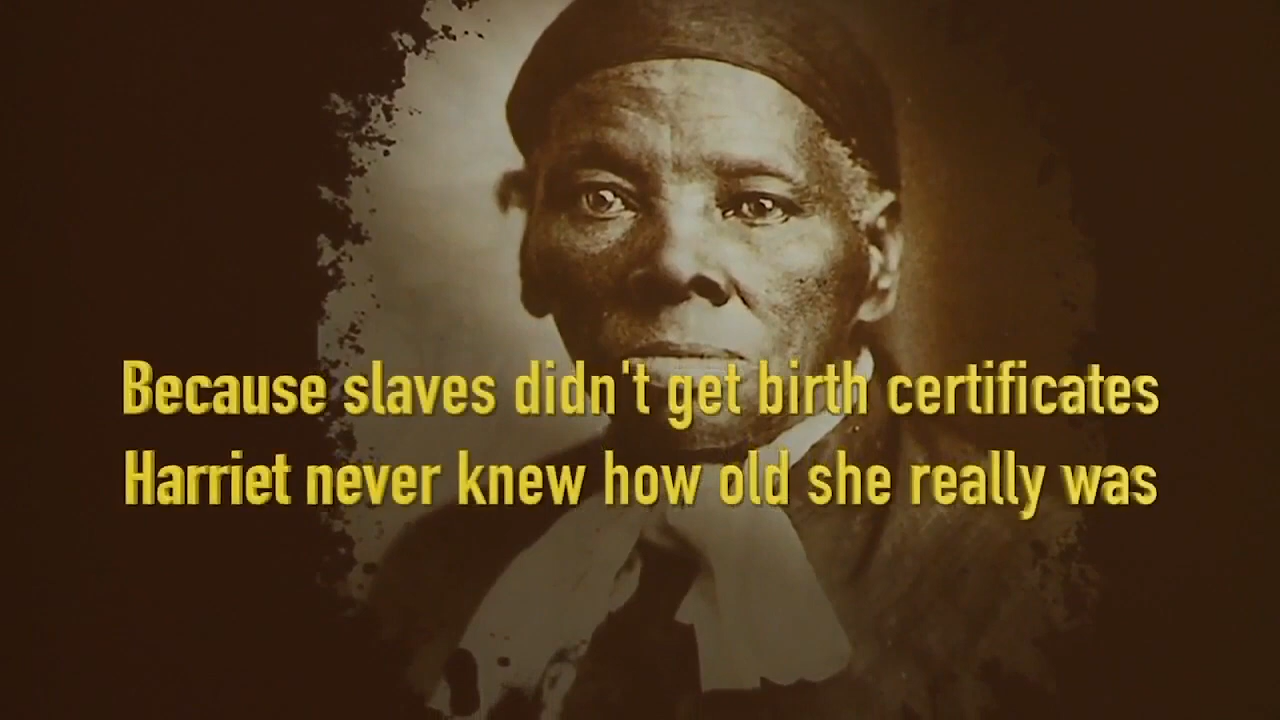 Because slaves didn't get birth certificates
Harriet never knew how old she really was